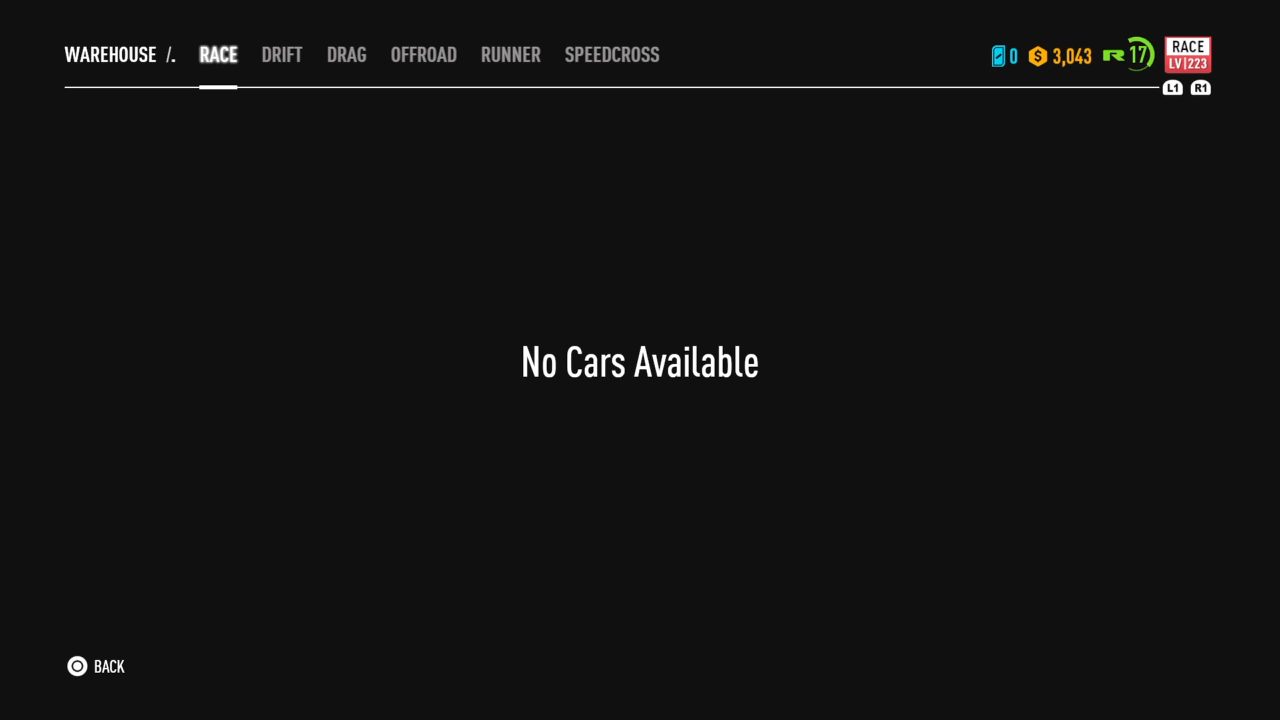 WAREHOUSE /. RACE DRIFT DRAG OFFROAD RUNNER SPEEDCROSS 0 $ 3,043 R 17 RACE
LV|223
L1 R1
No Cars Available
BACK